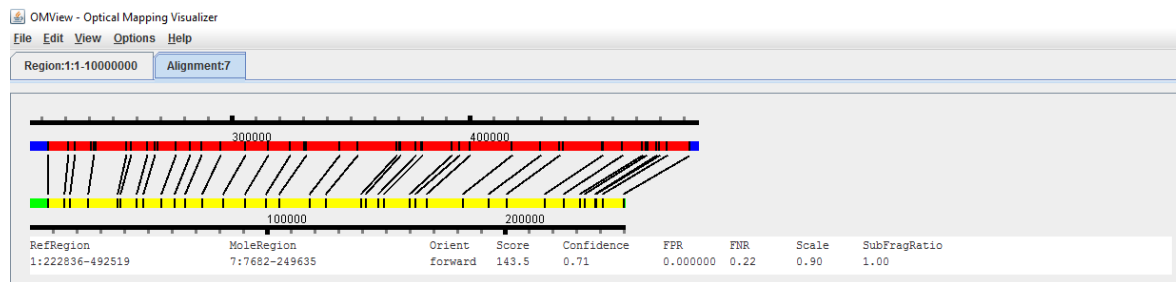 OMView - Optical Mapping Visualizer
File Edit View Options Help
Region:1:1-10000000 Alignment:7
300000 400000
100000 200000
RefRegion MoleRegion Orient Score Confidence FPR FNR Scale SubFragRatio
1:222836-492519 7:7682-249635 forward 143.5 0.71 0.000000 0.22 0.90 1.00